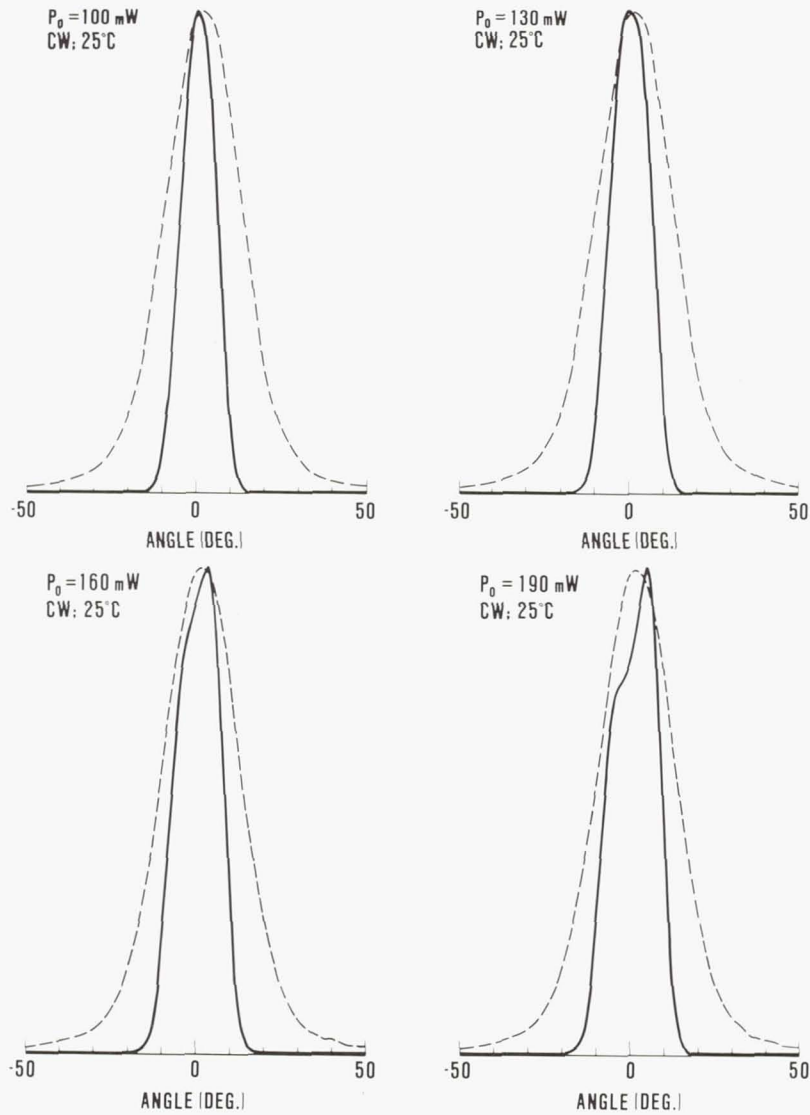 P₀ = 100 mW
CW; 25°C
-50 0 50
ANGLE (DEG.)
P₀ = 130 mW
CW; 25°C
-50 0 50
ANGLE (DEG.)
P₀ = 160 mW
CW; 25°C
-50 0 50
ANGLE (DEG.)
P₀ = 190 mW
CW; 25°C
-50 0 50
ANGLE (DEG.)